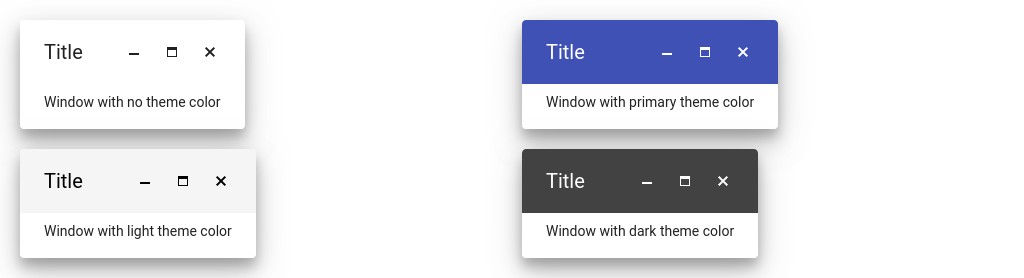 Title
Window with no theme color
Title
Window with primary theme color
Title
Window with light theme color
Title
Window with dark theme color